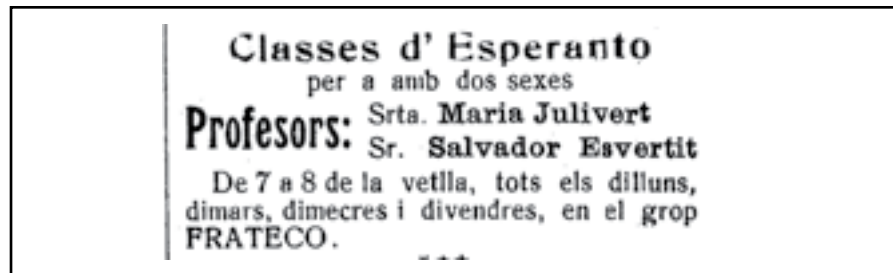 Classes d' Esperanto
per a amb dos sexes
Profesors: Srta. Maria Julivert
Sr. Salvador Esvertit
De 7 a 8 de la vetlla, tots els dilluns,
dimars, dimecres i divendres, en el grop
FRATECO.